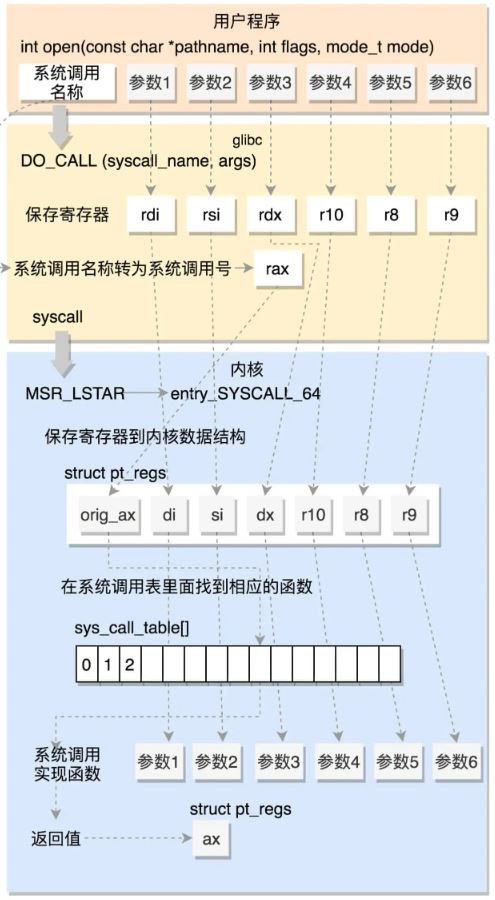 用户程序
int open(const char *pathname, int flags, mode_t mode)
系统调用
名称
参数1 参数2 参数3 参数4 参数5 参数6
glibc
DO_CALL (syscall_name, args)
保存寄存器 rdi rsi rdx r10 r8 r9
系统调用名称转为系统调用号 rax
syscall
内核
MSR_LSTAR entry_SYSCALL_64
保存寄存器到内核数据结构
struct pt_regs
orig_ax di si dx r10 r8 r9
在系统调用表里面找到相应的函数
sys_call_table[]
0 1 2
系统调用
实现函数
参数1 参数2 参数3 参数4 参数5 参数6
struct pt_regs
返回值 ax